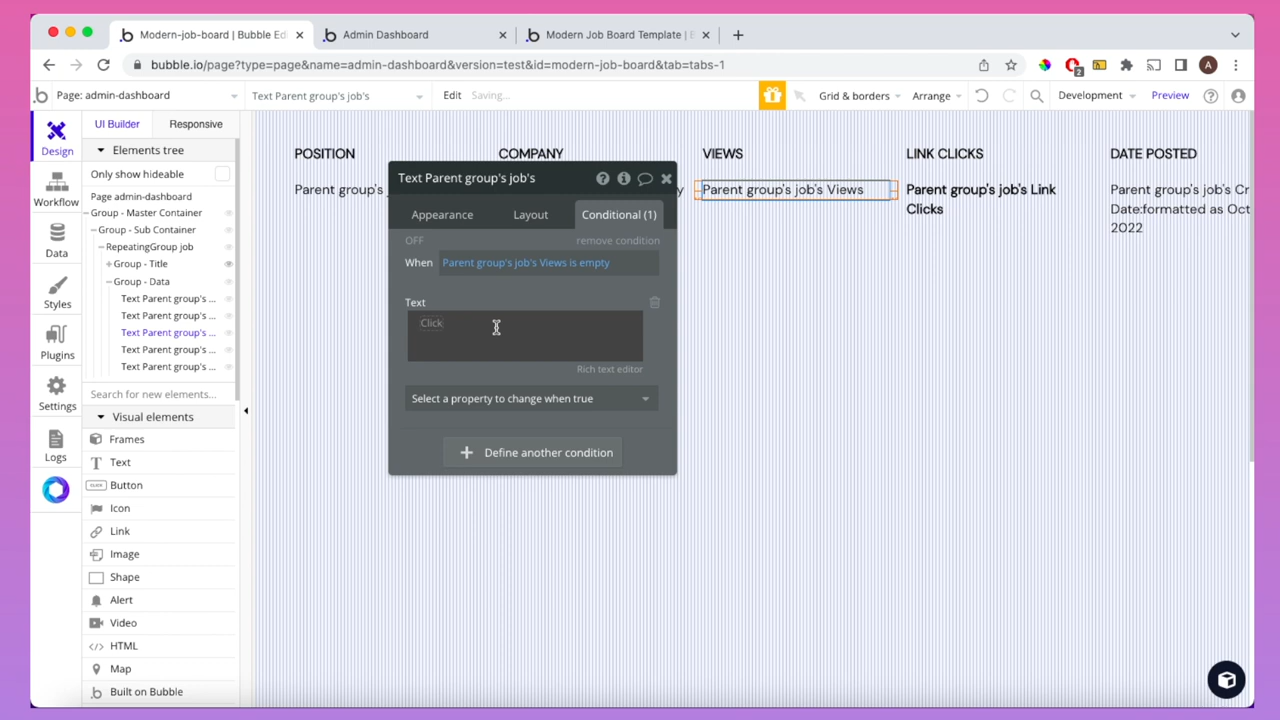 Modern-job-board | Bubble Edi
Admin Dashboard
Modern Job Board Template | B
bubble.io/page?type=page&name=admin-dashboard&version=test&id=modern-job-board&tab=tabs-1
2
A
Page: admin-dashboard
Text Parent group's job's
Edit
Saving...
Grid & borders
Arrange
Development
Preview
Design
Workflow
Data
Styles
Plugins
Settings
Logs
UI Builder
Responsive
Elements tree
Only show hideable
Page admin-dashboard
Group - Master Container
Group - Sub Container
RepeatingGroup job
Group - Title
Group - Data
Text Parent group's ...
Text Parent group's ...
Text Parent group's ...
Text Parent group's ...
Text Parent group's ...
Search for new elements...
Visual elements
Frames
Text
CLICK
Button
Icon
Link
Image
Shape
Alert
Video
HTML
Map
Built on Bubble
POSITION
COMPANY
VIEWS
LINK CLICKS
DATE POSTED
Parent group's j
y
Parent group's job's Views
Parent group's job's Link
Clicks
Parent group's job's Cr
Date:formatted as Oct
2022
Text Parent group's job's
Appearance
Layout
Conditional (1)
OFF
remove condition
When
Parent group's job's Views is empty
Text
Click
Rich text editor
Select a property to change when true
Define another condition